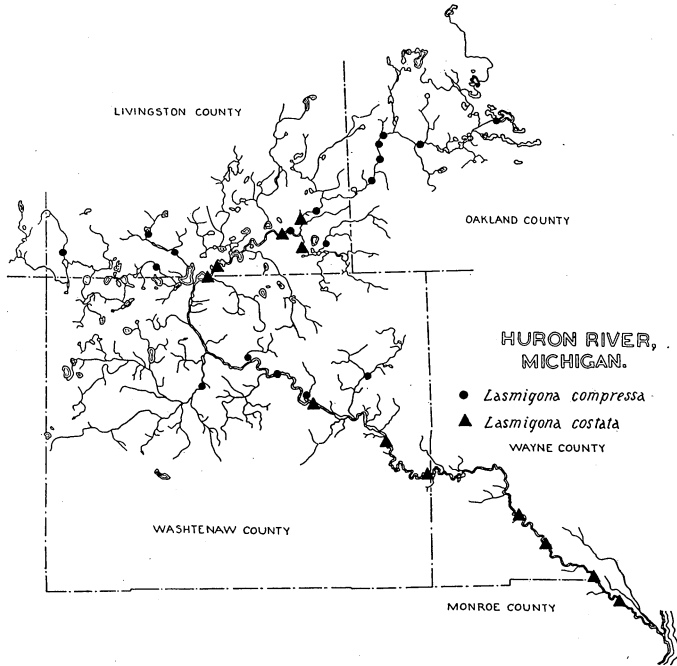 LIVINGSTON COUNTY
OAKLAND COUNTY
HURON RIVER,
MICHIGAN.
Lasmigona compressa
Lasmigona costata
WAYNE COUNTY
WASHTENAW COUNTY
MONROE COUNTY